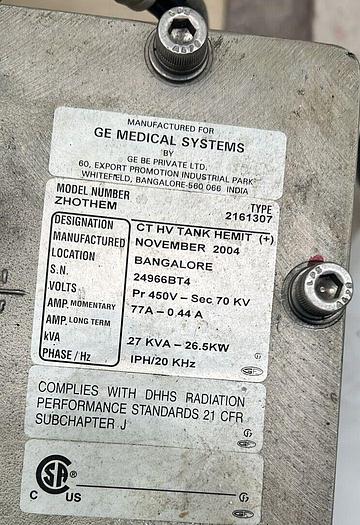 MANUFACTURED FOR
GE MEDICAL SYSTEMS
BY
GE BE PRIVATE LTD.
60, EXPORT PROMOTION INDUSTRIAL PARK
WHITEFIELD, BANGALORE-560 066 INDIA
MODEL NUMBER TYPE
ZHOTHEM 2161307
DESIGNATION CT HV TANK HEMIT (+)
MANUFACTURED NOVEMBER 2004
LOCATION BANGALORE
S.N. 24966BT4
VOLTS Pr 450V – Sec 70 KV
AMP. MOMENTARY 77A – 0.44 A
AMP. LONG TERM
kVA 27 KVA – 26.5KW
PHASE / Hz IPH/20 KHz
COMPLIES WITH DHHS RADIATION
PERFORMANCE STANDARDS 21 CFR
SUBCHAPTER J
SA ®
C US